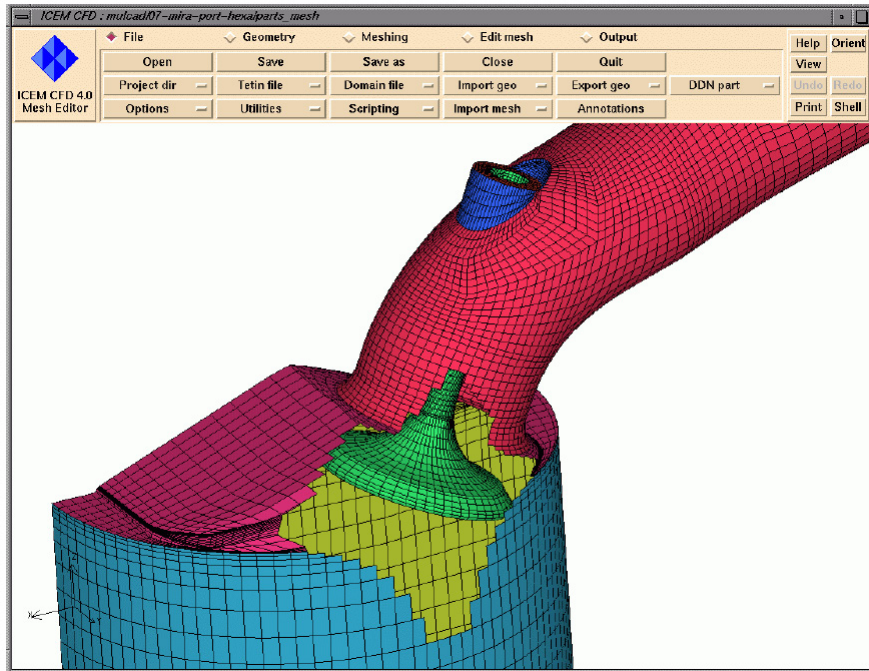 ICEM CFD : mulcad/07-mira-port-hexa/parts_mesh
File Geometry Meshing Edit mesh Output
Help Orient
Open Save Save as Close Quit
View
Project dir Tetin file Domain file Import geo Export geo DDN part
Undo Redo
ICEM CFD 4.0
Mesh Editor
Options Utilities Scripting Import mesh Annotations
Print Shell